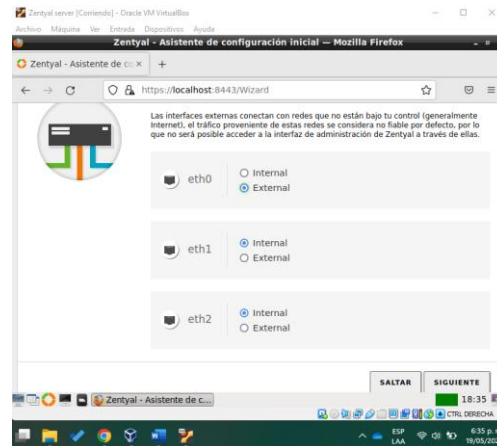 Zentyal server [Corriendo] - Oracle VM VirtualBox
Archivo Máquina Ver Entrada Dispositivos Ayuda
Zentyal - Asistente de configuración inicial — Mozilla Firefox
Zentyal - Asistente de co
https://localhost:8443/Wizard
Las interfaces externas conectan con redes que no están bajo tu control (generalmente
Internet), el tráfico proveniente de estas redes se considera no fiable por defecto, por lo
que no será posible acceder a la interfaz de administración de Zentyal a través de ellas.
eth0
Internal
External
eth1
Internal
External
eth2
Internal
External
SALTAR SIGUIENTE
Zentyal - Asistente de c... 18:35
CTRL DERECHA
ESP
LAA
6:35 p.
19/05/20